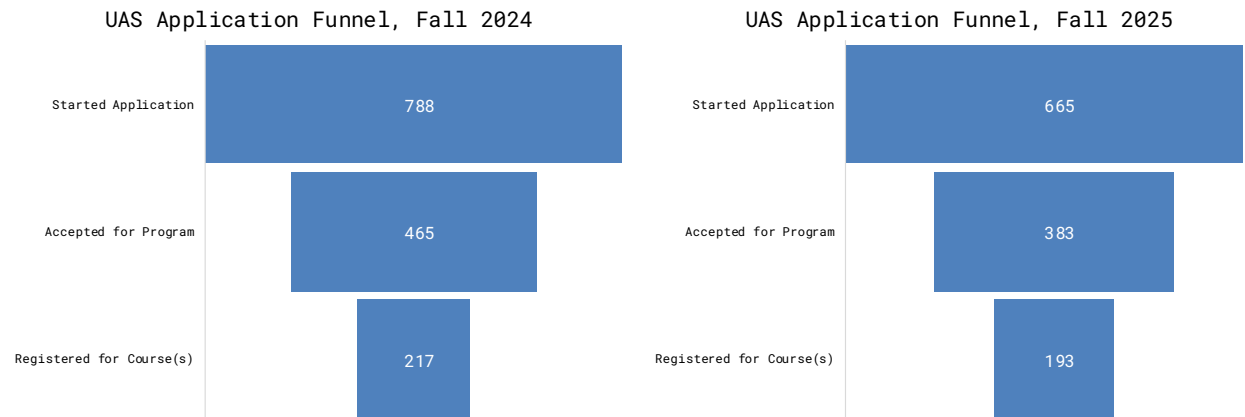 UAS Application Funnel, Fall 2024
Started Application
788
Accepted for Program
465
Registered for Course(s)
217
UAS Application Funnel, Fall 2025
Started Application
665
Accepted for Program
383
Registered for Course(s)
193